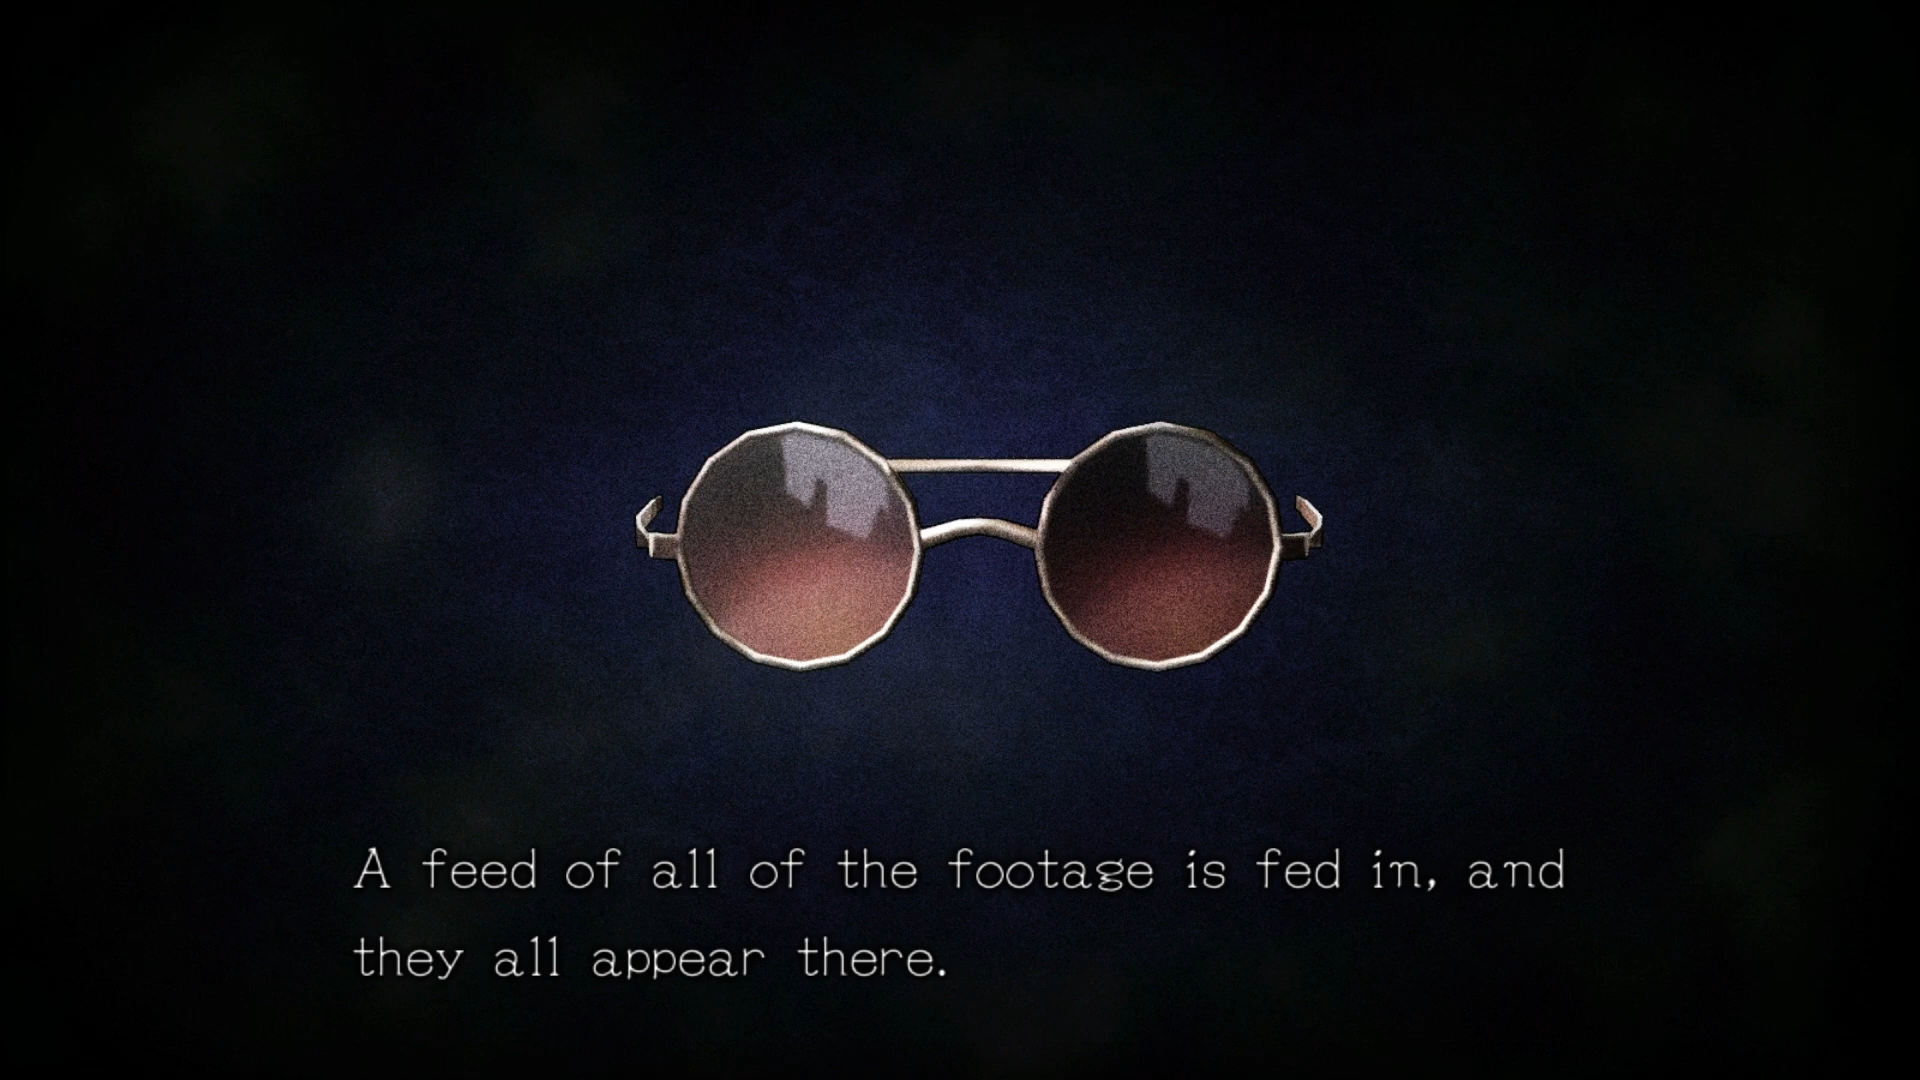 A feed of all of the footage is fed in, and
they all appear there.